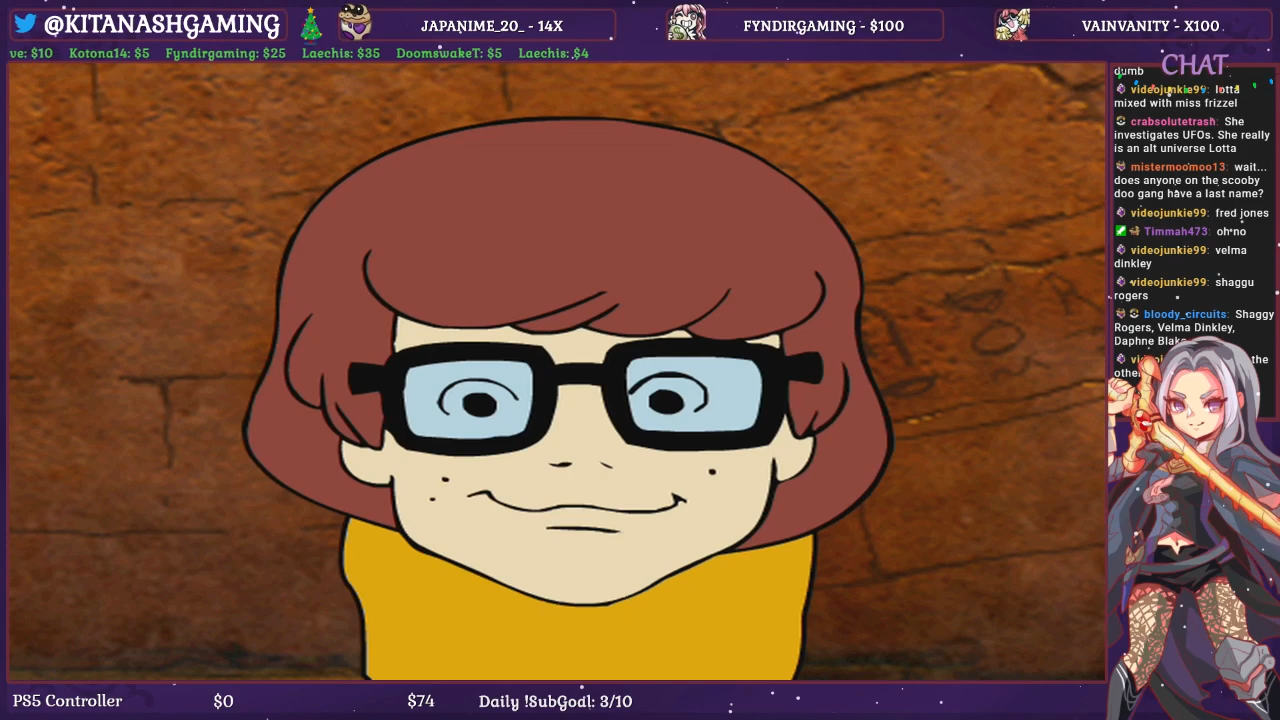 @KITANASHGAMING
JAPANIME_20_ - 14X
FYNDIRGAMING - $100
VAINVANITY - X100
ve: $10 Kotona14: $5 Fyndirgaming: $25 Laechis: $35 DoomswakeT: $5 Laechis: $4
CHAT
dumb
videojunkie99: lotta
mixed with miss frizzel
crabsolutetrash: She
investigates UFOs. She really
is an alt universe Lotta
mistermoomoo13: wait...
does anyone on the scooby
doo gang have a last name?
videojunkie99: fred jones
Timmah473: oh no
videojunkie99: velma
dinkley
videojunkie99: shaggu
rogers
bloody_circuits: Shaggy
Rogers, Velma Dinkley,
Daphne Blake
the
other
PS5 Controller
$0
$74
Daily !SubGoal: 3/10